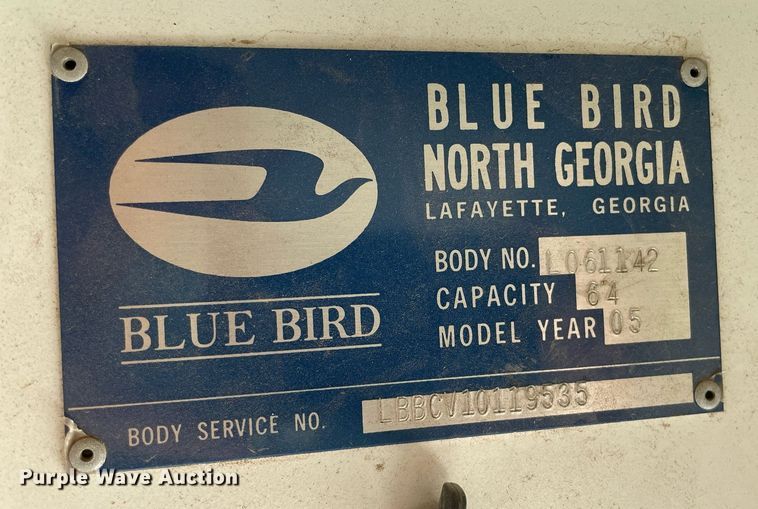 BLUE BIRD
NORTH GEORGIA
LAFAYETTE, GEORGIA
BODY NO. L061142
CAPACITY 64
MODEL YEAR 05
BLUE BIRD
BODY SERVICE NO. LBBCV10119535
Purple Wave Auction